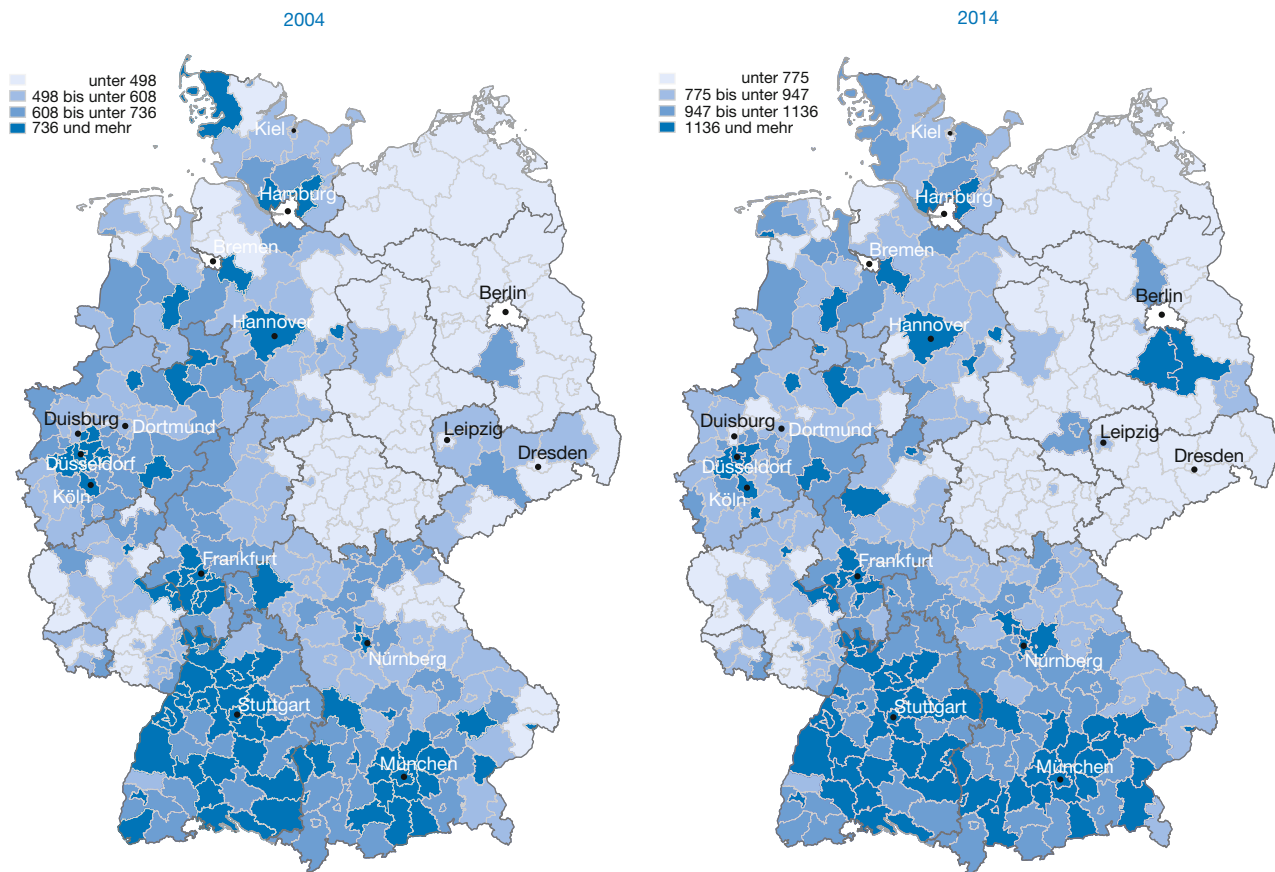 2004
unter 498
498 bis unter 608
608 bis unter 736
736 und mehr
Kiel
Hamburg
Bremen
Berlin
Hannover
Duisburg
Dortmund
Leipzig
Düsseldorf
Dresden
Köln
Frankfurt
Nürnberg
Stuttgart
München
2014
unter 775
775 bis unter 947
947 bis unter 1136
1136 und mehr
Kiel
Hamburg
Bremen
Berlin
Hannover
Duisburg
Dortmund
Leipzig
Düsseldorf
Dresden
Köln
Frankfurt
Nürnberg
Stuttgart
München